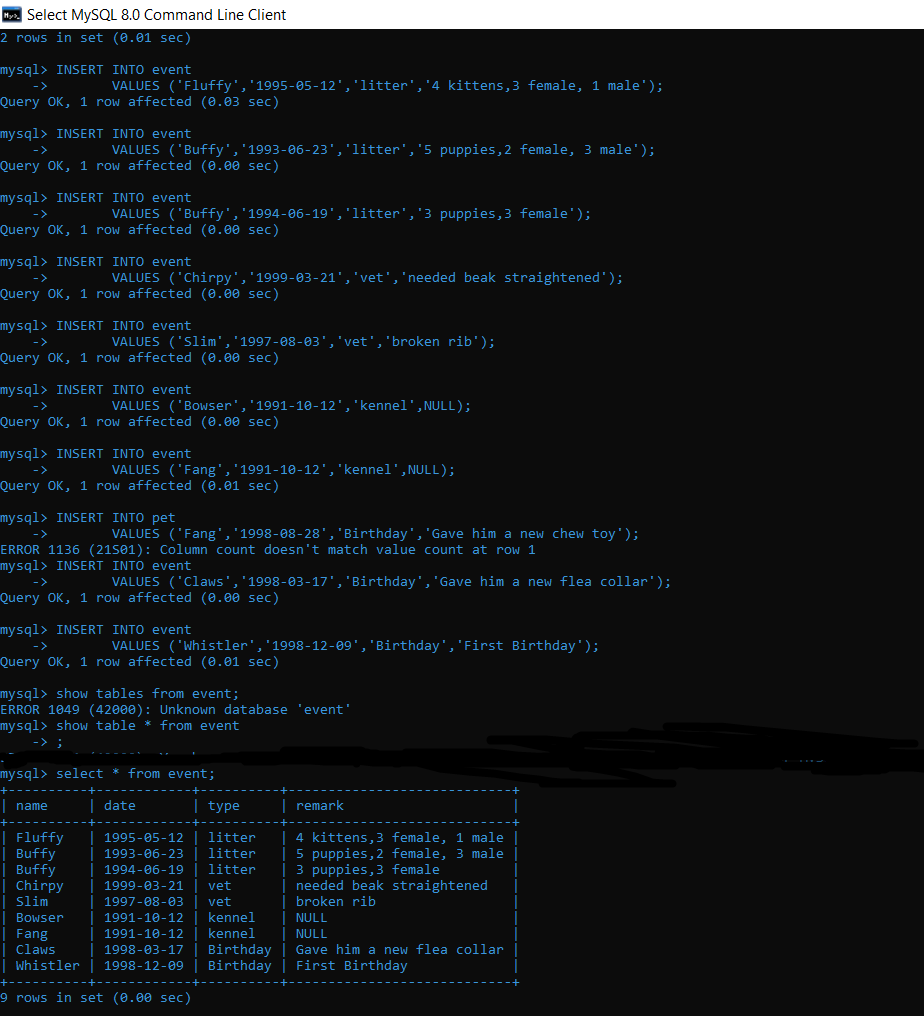 Select MySQL 8.0 Command Line Client
2 rows in set (0.01 sec)
mysql> INSERT INTO event
    ->        VALUES ('Fluffy','1995-05-12','litter','4 kittens,3 female, 1 male');
Query OK, 1 row affected (0.03 sec)
mysql> INSERT INTO event
    ->        VALUES ('Buffy','1993-06-23','litter','5 puppies,2 female, 3 male');
Query OK, 1 row affected (0.00 sec)
mysql> INSERT INTO event
    ->        VALUES ('Buffy','1994-06-19','litter','3 puppies,3 female');
Query OK, 1 row affected (0.00 sec)
mysql> INSERT INTO event
    ->        VALUES ('Chirpy','1999-03-21','vet','needed beak straightened');
Query OK, 1 row affected (0.00 sec)
mysql> INSERT INTO event
    ->        VALUES ('Slim','1997-08-03','vet','broken rib');
Query OK, 1 row affected (0.00 sec)
mysql> INSERT INTO event
    ->        VALUES ('Bowser','1991-10-12','kennel',NULL);
Query OK, 1 row affected (0.00 sec)
mysql> INSERT INTO event
    ->        VALUES ('Fang','1991-10-12','kennel',NULL);
Query OK, 1 row affected (0.01 sec)
mysql> INSERT INTO pet
    ->        VALUES ('Fang','1998-08-28','Birthday','Gave him a new chew toy');
ERROR 1136 (21S01): Column count doesn't match value count at row 1
mysql> INSERT INTO event
    ->        VALUES ('Claws','1998-03-17','Birthday','Gave him a new flea collar');
Query OK, 1 row affected (0.00 sec)
mysql> INSERT INTO event
    ->        VALUES ('Whistler','1998-12-09','Birthday','First Birthday');
Query OK, 1 row affected (0.01 sec)
mysql> show tables from event;
ERROR 1049 (42000): Unknown database 'event'
mysql> show table * from event
    -> ;
mysql> select * from event;
+----------+------------+----------+----------------------------+
| name     | date       | type     | remark                     |
+----------+------------+----------+----------------------------+
| Fluffy   | 1995-05-12 | litter   | 4 kittens,3 female, 1 male |
| Buffy    | 1993-06-23 | litter   | 5 puppies,2 female, 3 male |
| Buffy    | 1994-06-19 | litter   | 3 puppies,3 female         |
| Chirpy   | 1999-03-21 | vet      | needed beak straightened   |
| Slim     | 1997-08-03 | vet      | broken rib                 |
| Bowser   | 1991-10-12 | kennel   | NULL                       |
| Fang     | 1991-10-12 | kennel   | NULL                       |
| Claws    | 1998-03-17 | Birthday | Gave him a new flea collar |
| Whistler | 1998-12-09 | Birthday | First Birthday             |
+----------+------------+----------+----------------------------+
9 rows in set (0.00 sec)